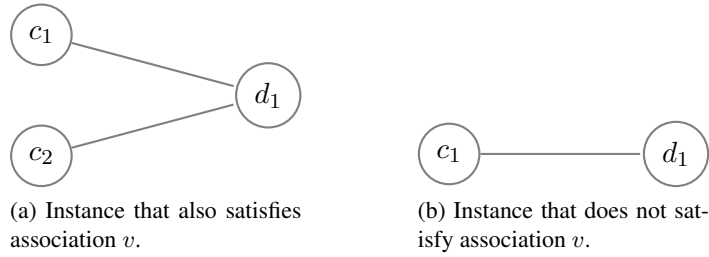 c₁
c₂
d₁
(a) Instance that also satisfies
association v.
c₁
d₁
(b) Instance that does not sat-
isfy association v.